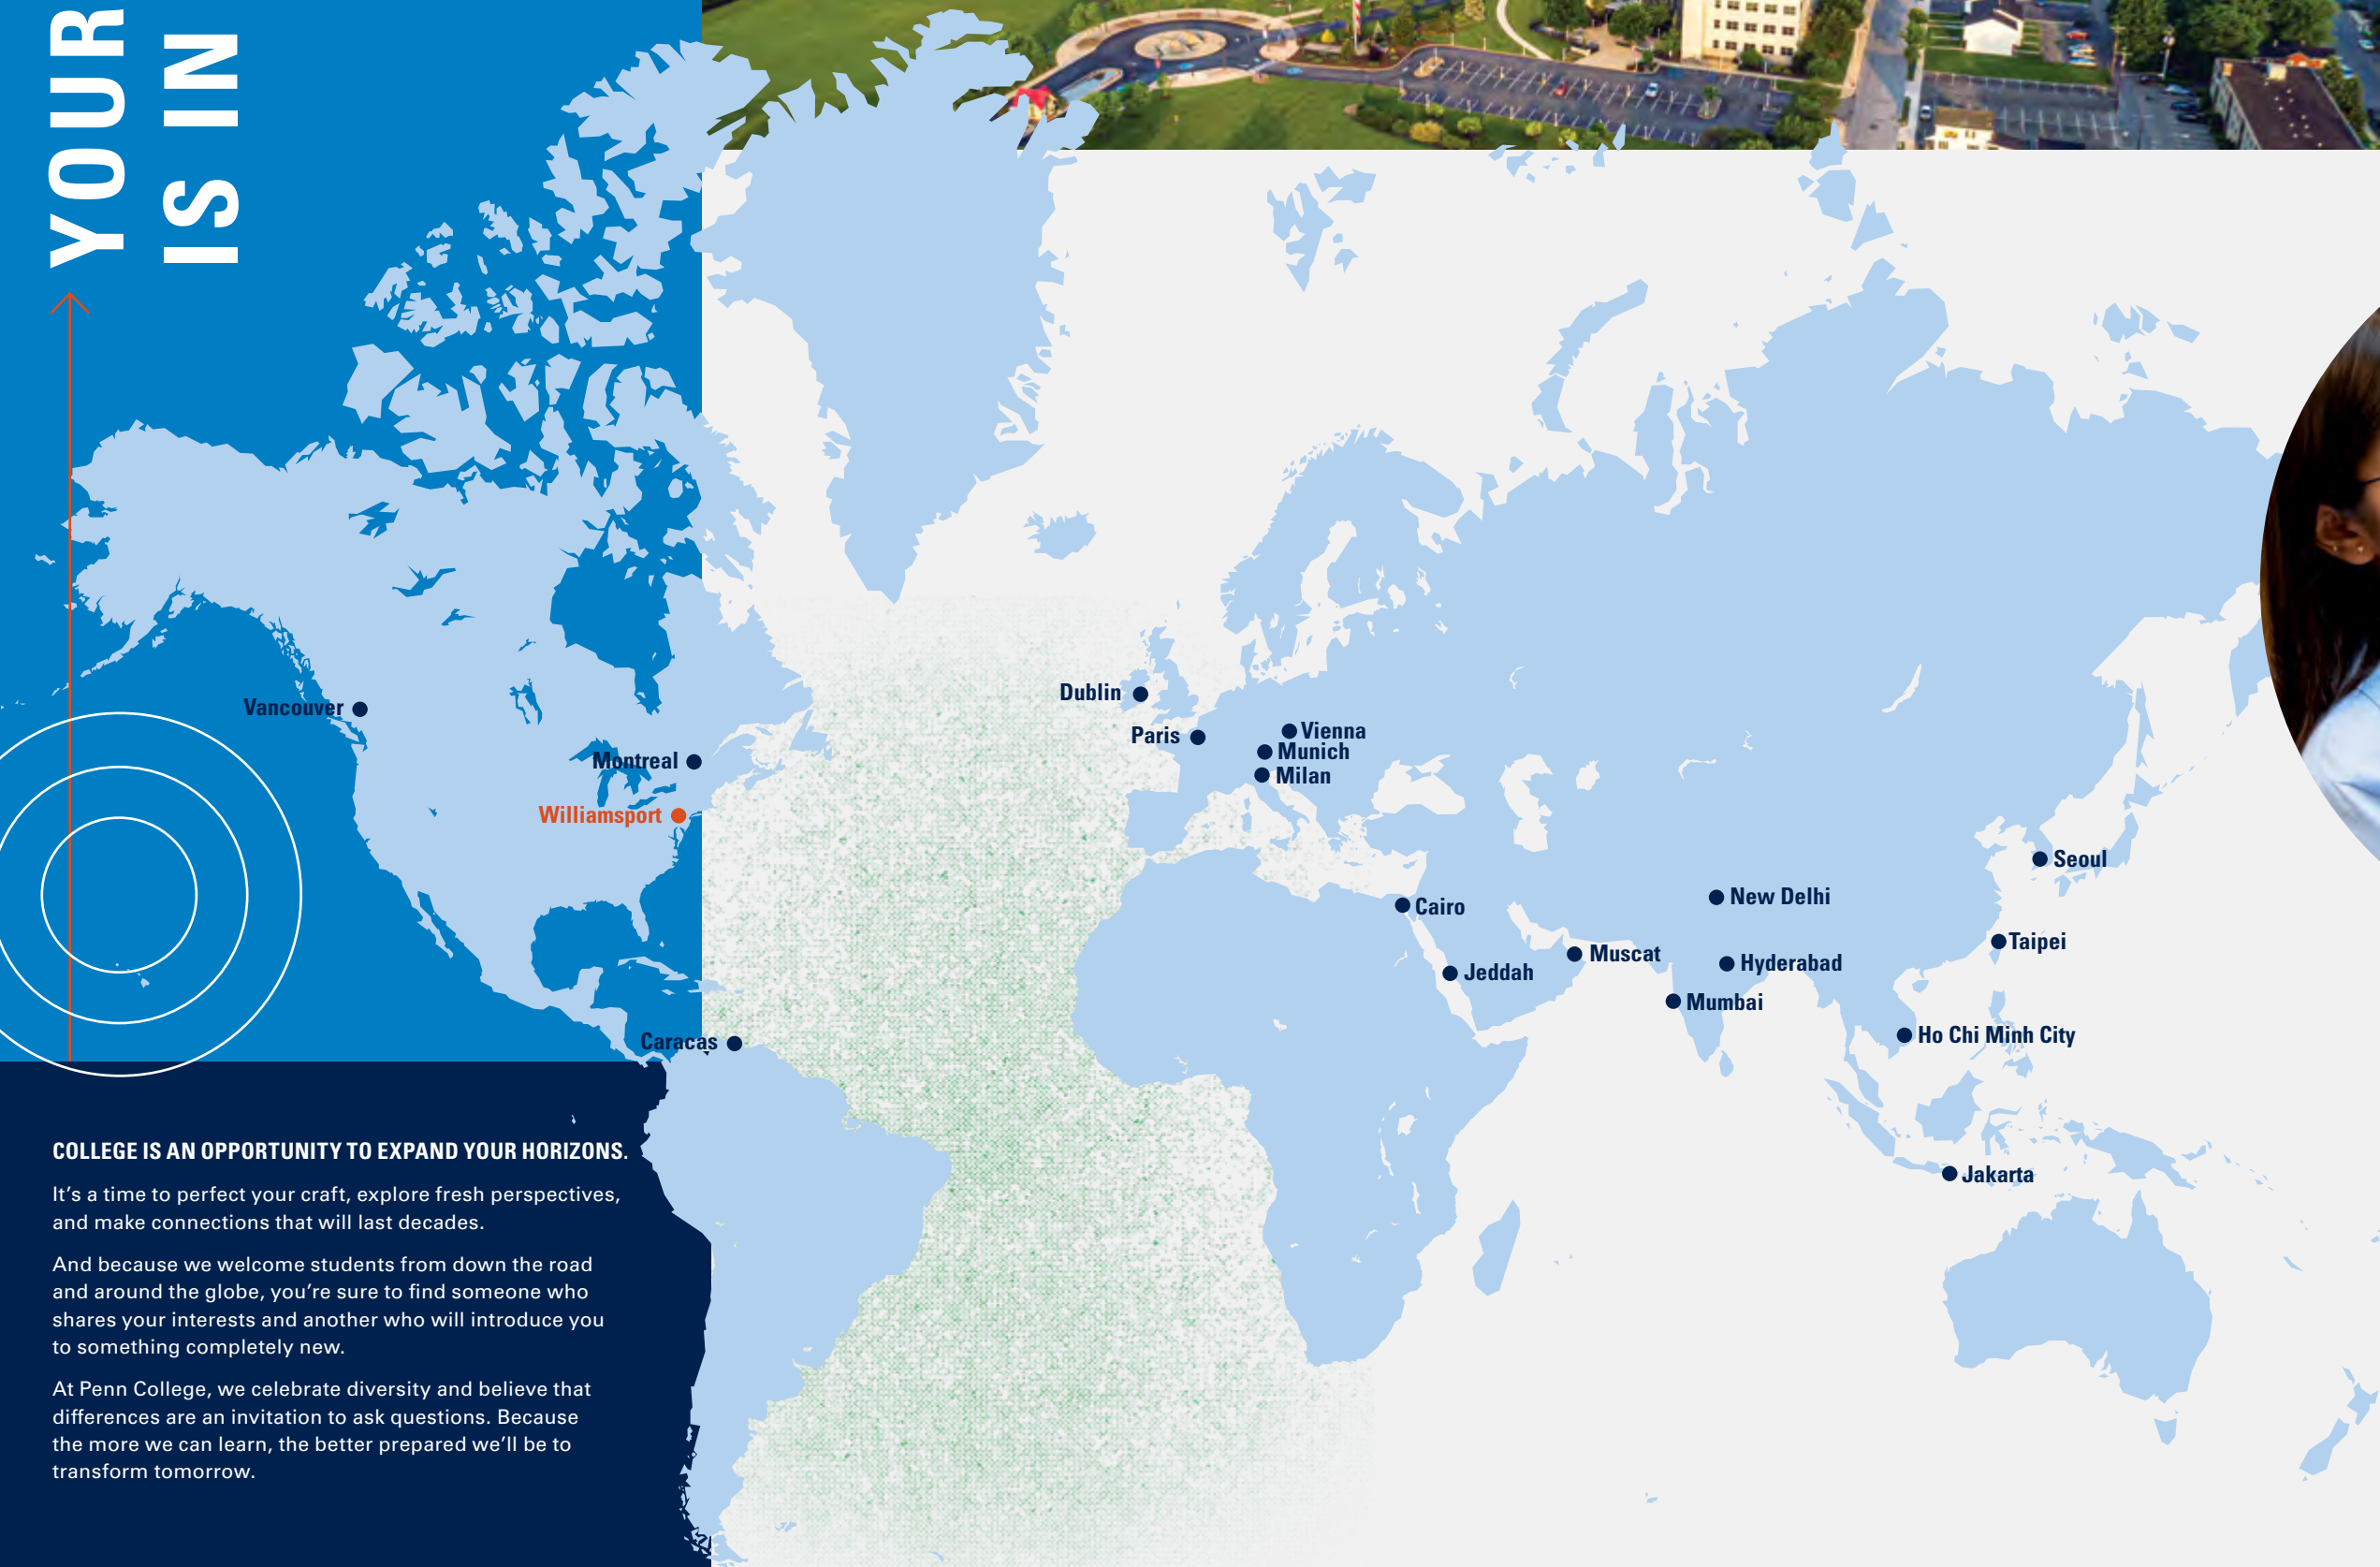 YOUR
IS IN
Vancouver
Montreal
Williamsport
Caracas
Dublin
Paris
Vienna
Munich
Milan
Cairo
Jeddah
Muscat
New Delhi
Hyderabad
Mumbai
Seoul
Taipei
Ho Chi Minh City
Jakarta
COLLEGE IS AN OPPORTUNITY TO EXPAND YOUR HORIZONS.
It’s a time to perfect your craft, explore fresh perspectives,
and make connections that will last decades.
And because we welcome students from down the road
and around the globe, you’re sure to find someone who
shares your interests and another who will introduce you
to something completely new.
At Penn College, we celebrate diversity and believe that
differences are an invitation to ask questions. Because
the more we can learn, the better prepared we’ll be to
transform tomorrow.